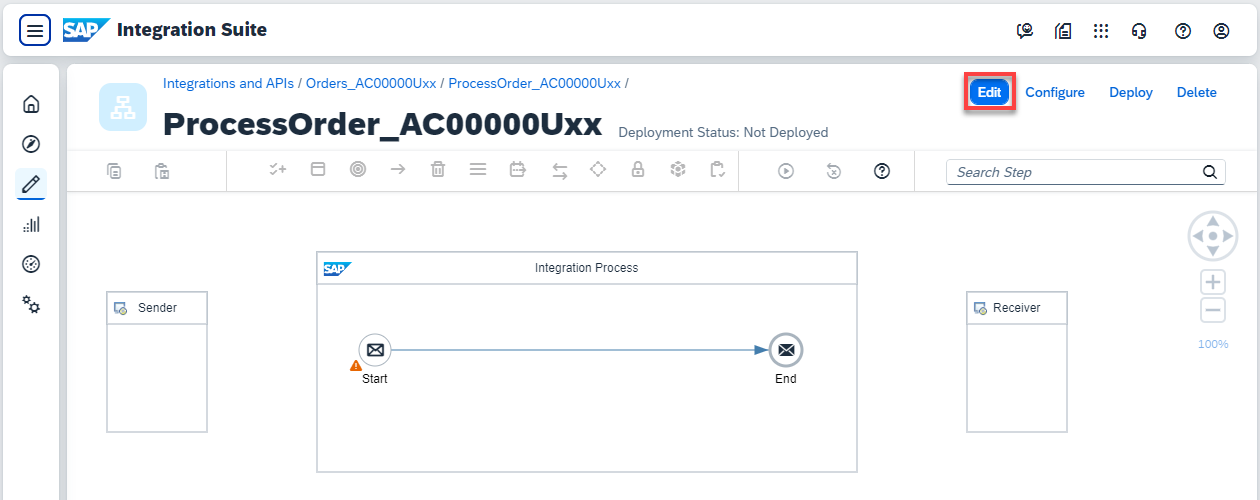 SAP Integration Suite
Integrations and APIs / Orders_AC00000Uxx / ProcessOrder_AC00000Uxx /
Edit Configure Deploy Delete
ProcessOrder_AC00000Uxx Deployment Status: Not Deployed
Search Step
SAP Integration Process
Sender
Receiver
Start
End
100%